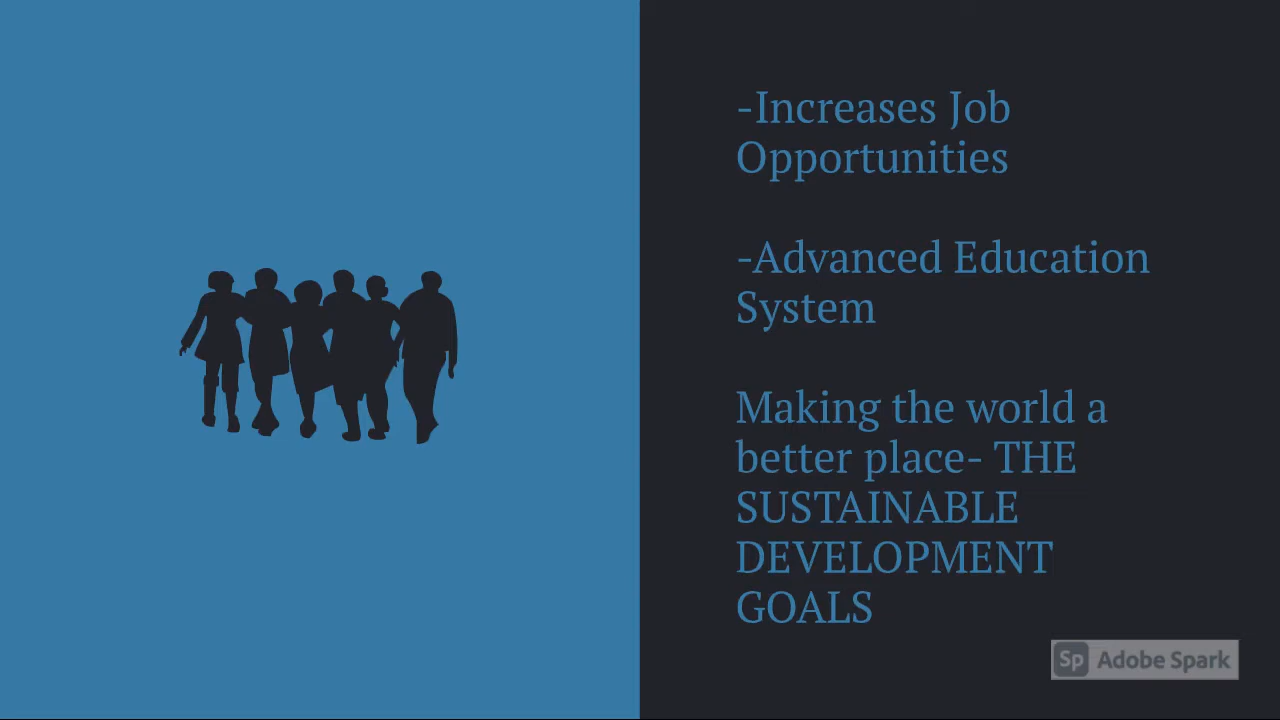 -Increases Job
Opportunities
-Advanced Education
System
Making the world a
better place- THE
SUSTAINABLE
DEVELOPMENT
GOALS
Sp Adobe Spark